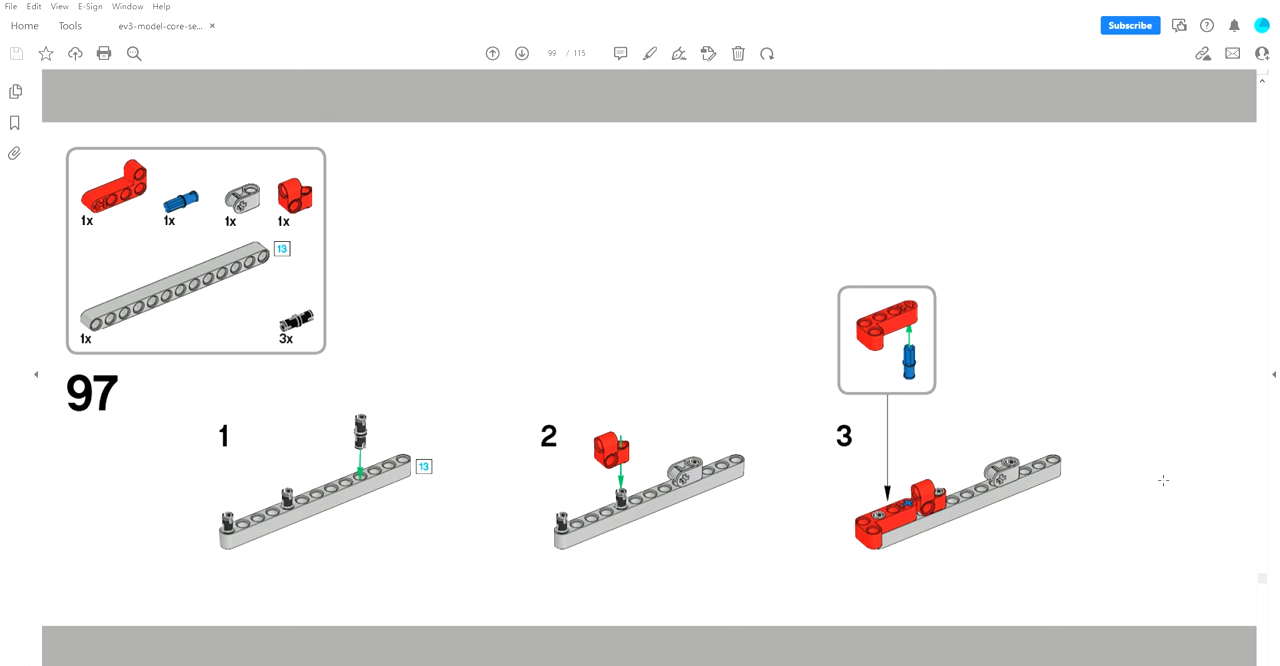 File Edit View E-Sign Window Help
Home Tools ev3-model-core-se... × Subscribe
99 / 115
1x 1x 1x 1x
13
1x 3x
97
1 2 3
13